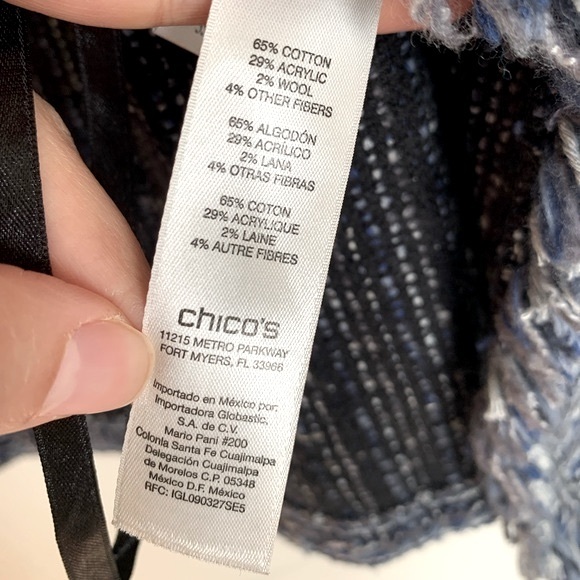 65% COTTON
29% ACRYLIC
2% WOOL
4% OTHER FIBERS
65% ALGODÓN
29% ACRÍLICO
2% LANA
4% OTRAS FIBRAS
65% COTON
29% ACRYLIQUE
2% LAINE
4% AUTRE FIBRES
chico's
11215 METRO PARKWAY
FORT MYERS, FL 33966
Importado en México por:
Importadora Globastic,
S.A. de C.V.
Mario Pani #200
Colonia Santa Fe Cuajimalpa
Delegación Cuajimalpa
de Morelos C.P. 05348
México D.F. México
RFC: IGL090327SE5